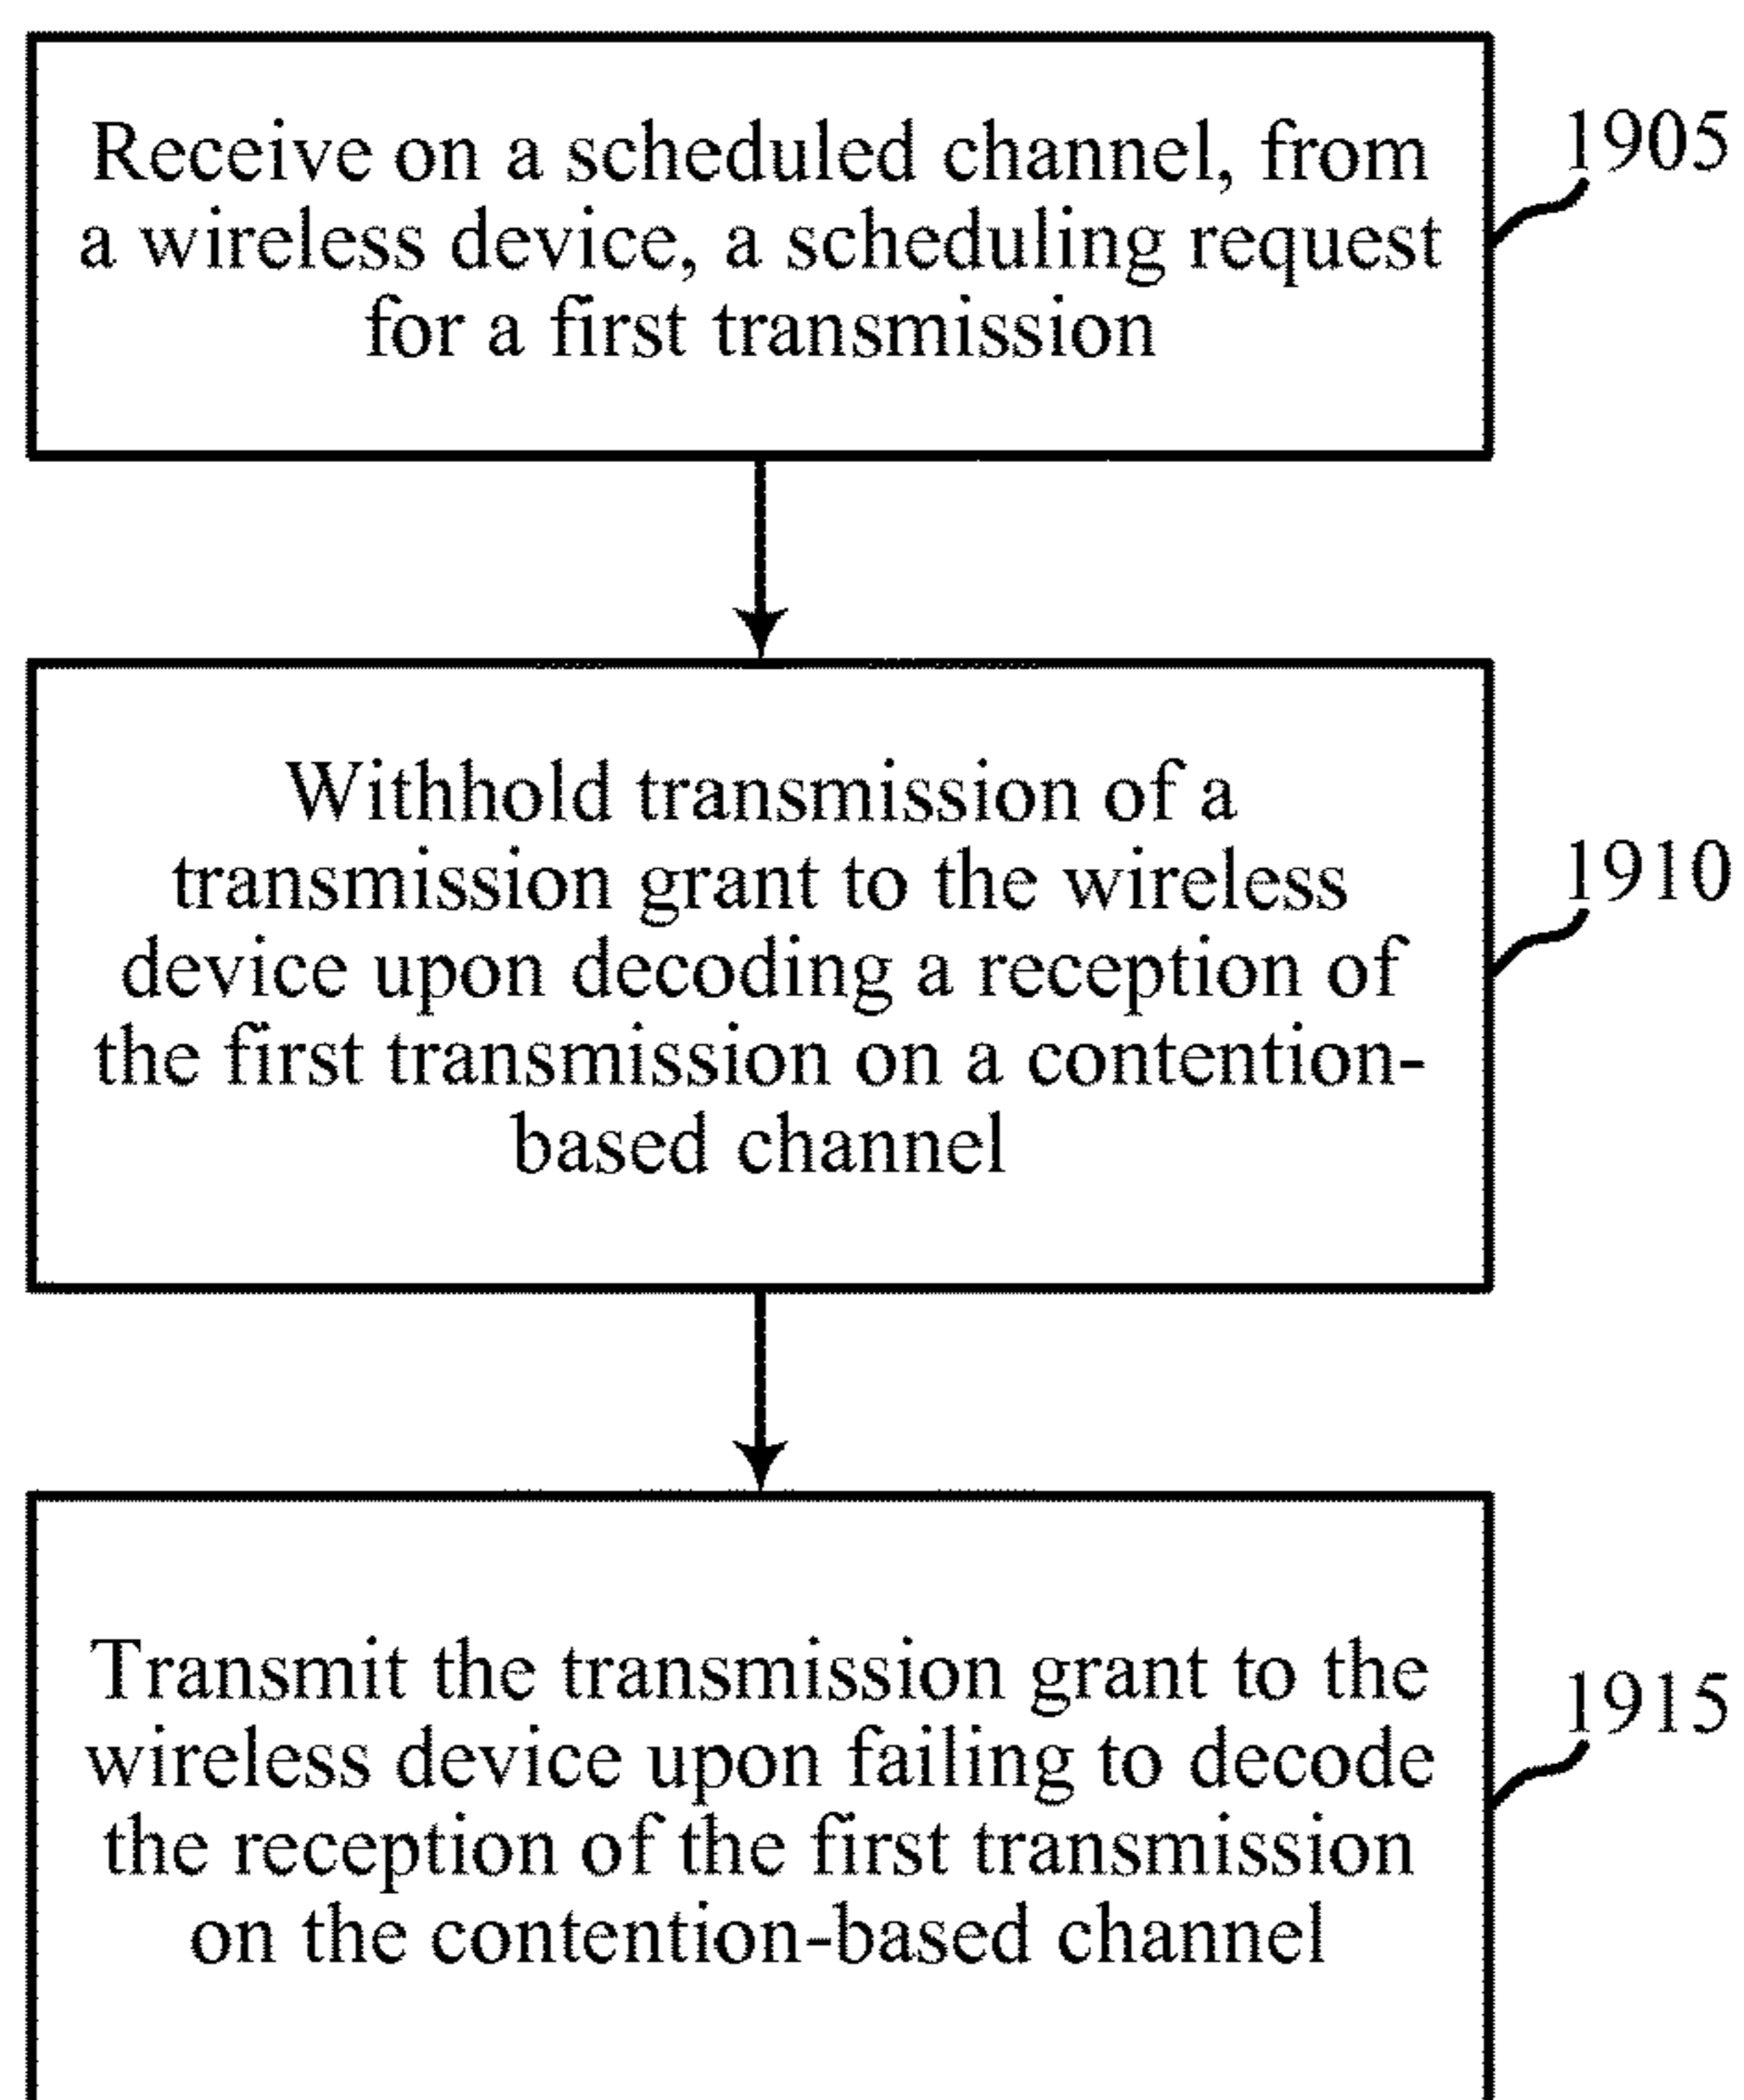 Receive on a scheduled channel, from
a wireless device, a scheduling request
for a first transmission
1905
Withhold transmission of a
transmission grant to the wireless
device upon decoding a reception of
the first transmission on a contention-
based channel
1910
Transmit the transmission grant to the
wireless device upon failing to decode
the reception of the first transmission
on the contention-based channel
1915